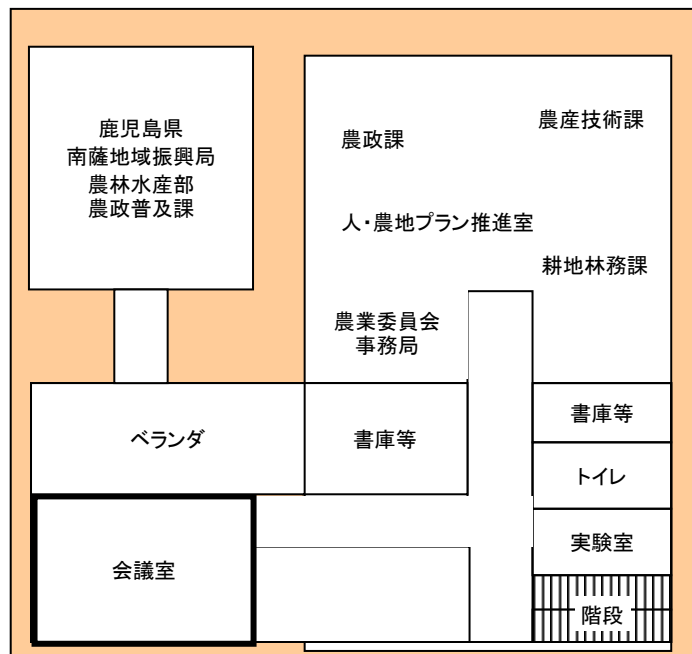 鹿児島県
南薩地域振興局
農林水産部
農政普及課
農政課
農産技術課
人・農地プラン推進室
耕地林務課
農業委員会
事務局
ベランダ
書庫等
書庫等
トイレ
会議室
実験室
階段